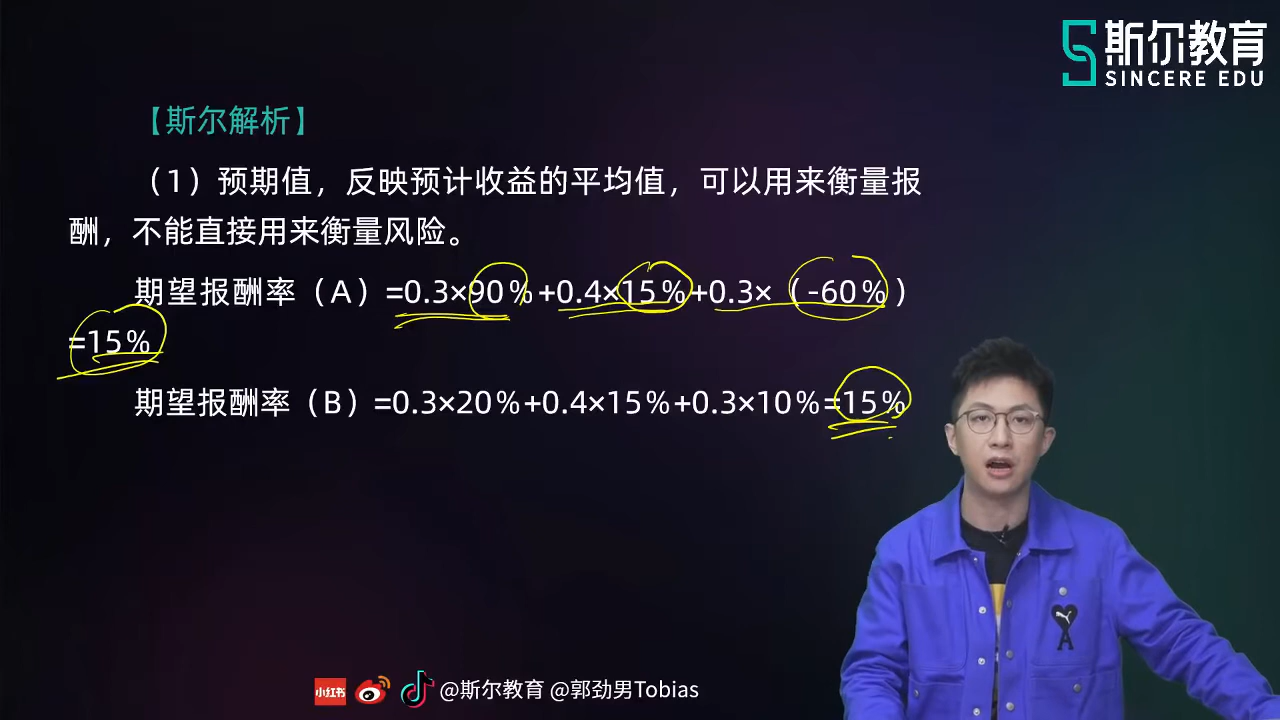 斯尔教育
SINCERE EDU
【斯尔解析】
（1）预期值，反映预计收益的平均值，可以用来衡量报
酬，不能直接用来衡量风险。
期望报酬率（A）=0.3×90%+0.4×15%+0.3×（-60%）
=15%
期望报酬率（B）=0.3×20%+0.4×15%+0.3×10%=15%
小红书 @斯尔教育 @郭劲男Tobias